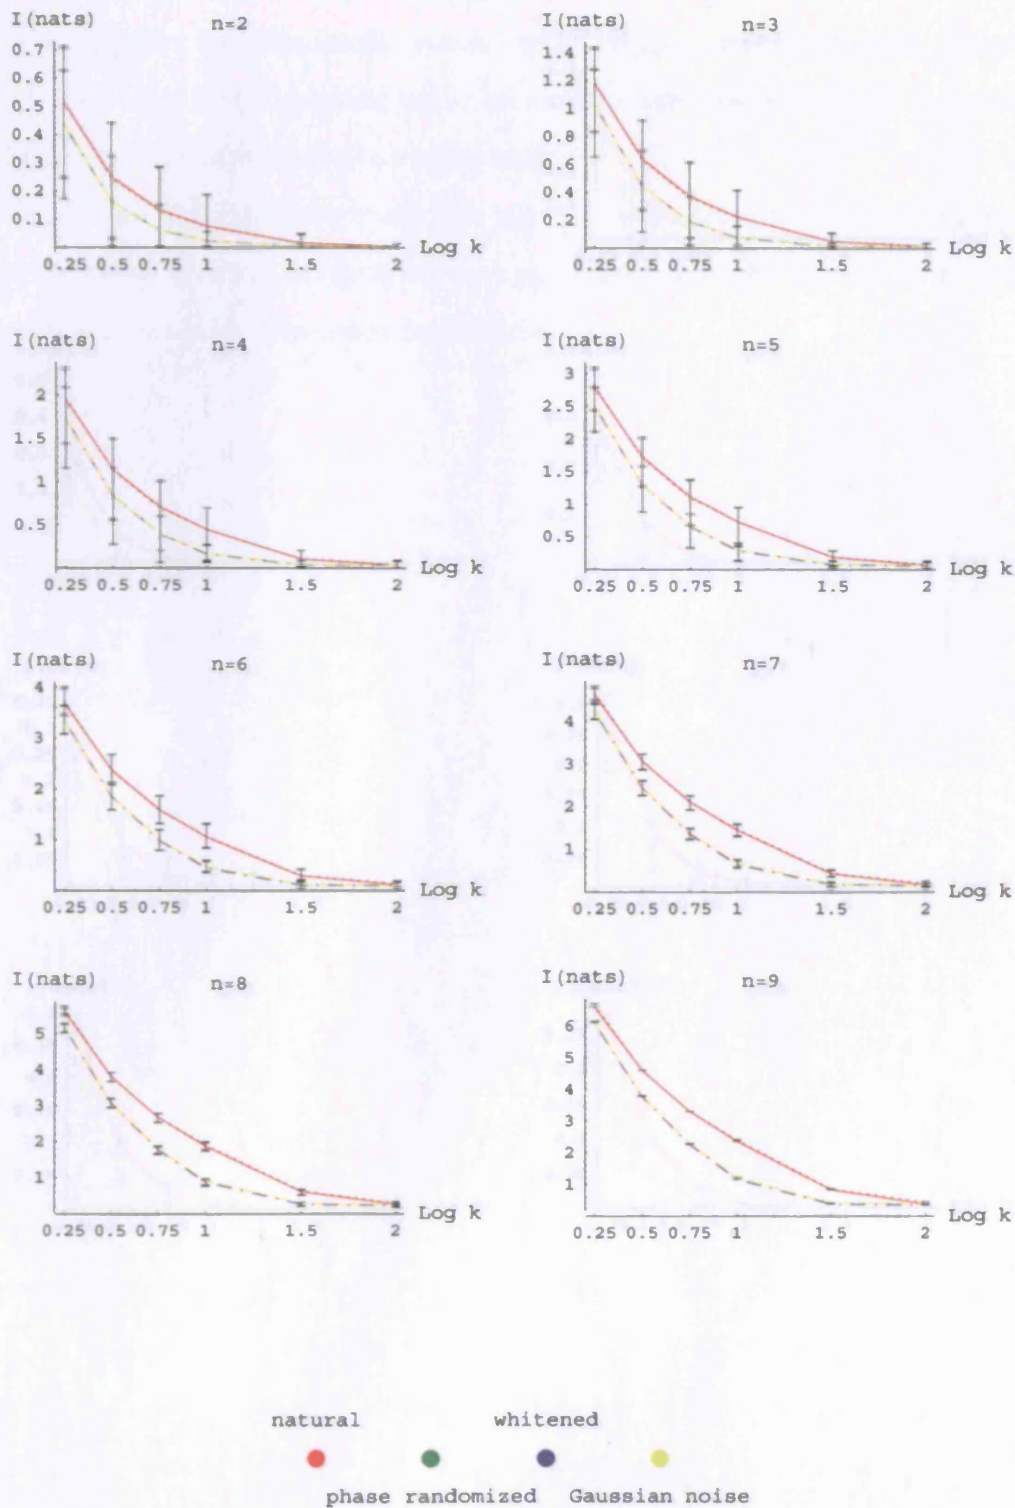 I(nats) n=2
0.7
0.6
0.5
0.4
0.3
0.2
0.1
Log k
0.25 0.5 0.75 1 1.5 2
I(nats) n=3
1.4
1.2
1
0.8
0.6
0.4
0.2
Log k
0.25 0.5 0.75 1 1.5 2
I(nats) n=4
2
1.5
1
0.5
Log k
0.25 0.5 0.75 1 1.5 2
I(nats) n=5
3
2.5
2
1.5
1
0.5
Log k
0.25 0.5 0.75 1 1.5 2
I(nats) n=6
4
3
2
1
Log k
0.25 0.5 0.75 1 1.5 2
I(nats) n=7
4
3
2
1
Log k
0.25 0.5 0.75 1 1.5 2
I(nats) n=8
5
4
3
2
1
Log k
0.25 0.5 0.75 1 1.5 2
I(nats) n=9
6
5
4
3
2
1
Log k
0.25 0.5 0.75 1 1.5 2
natural whitened
phase randomized Gaussian noise